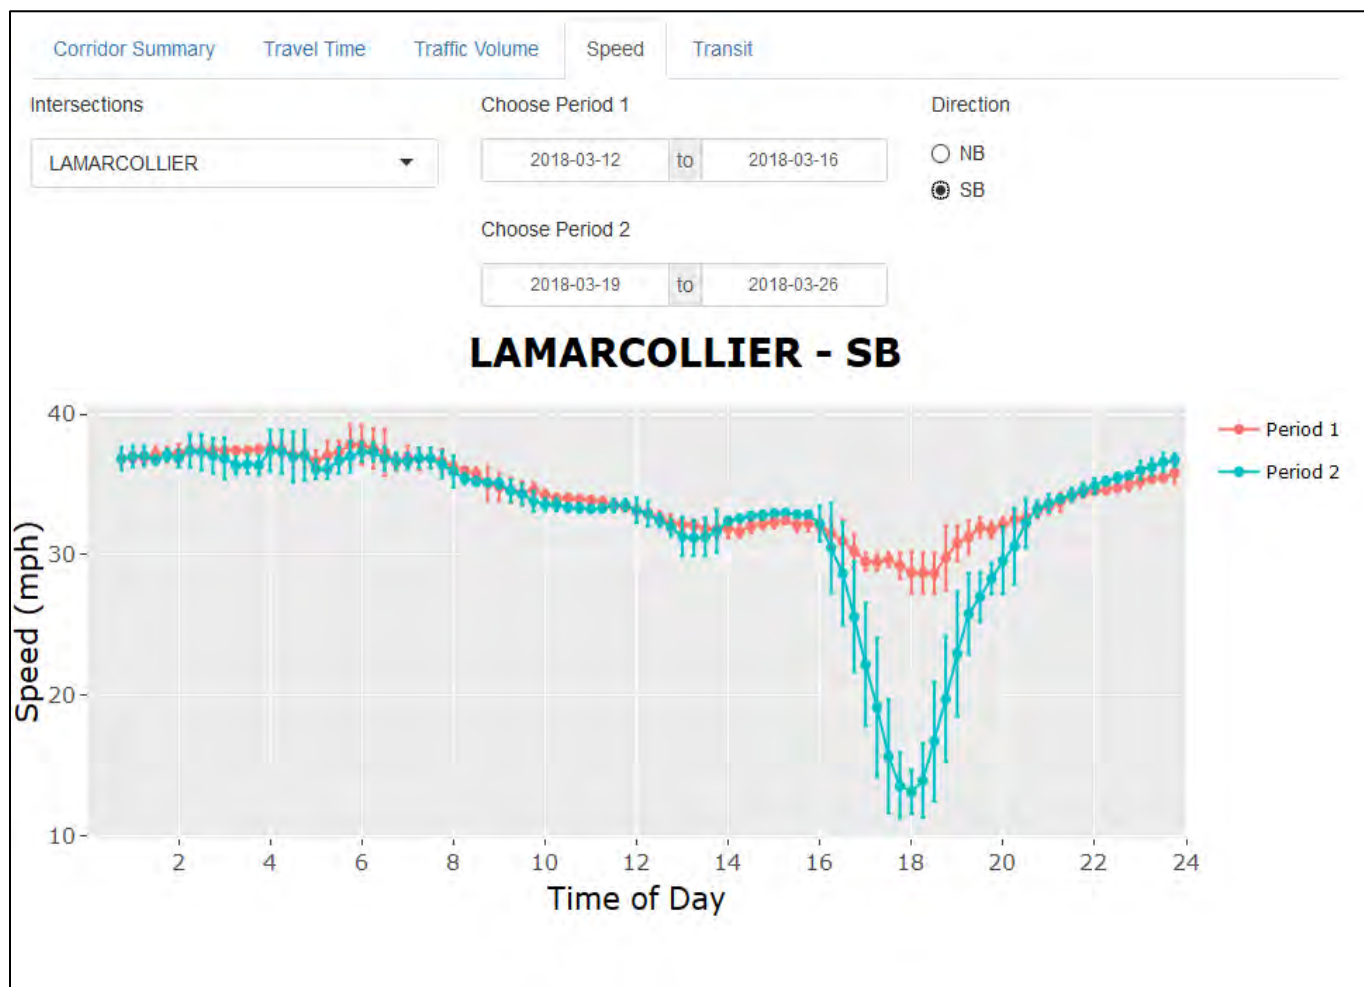 Corridor Summary Travel Time Traffic Volume Speed Transit
Intersections Choose Period 1 Direction
LAMARCOLLIER 2018-03-12 to 2018-03-16 NB
SB
Choose Period 2
2018-03-19 to 2018-03-26
LAMARCOLLIER - SB
40
30
20
10
Speed (mph)
Period 1
Period 2
2 4 6 8 10 12 14 16 18 20 22 24
Time of Day